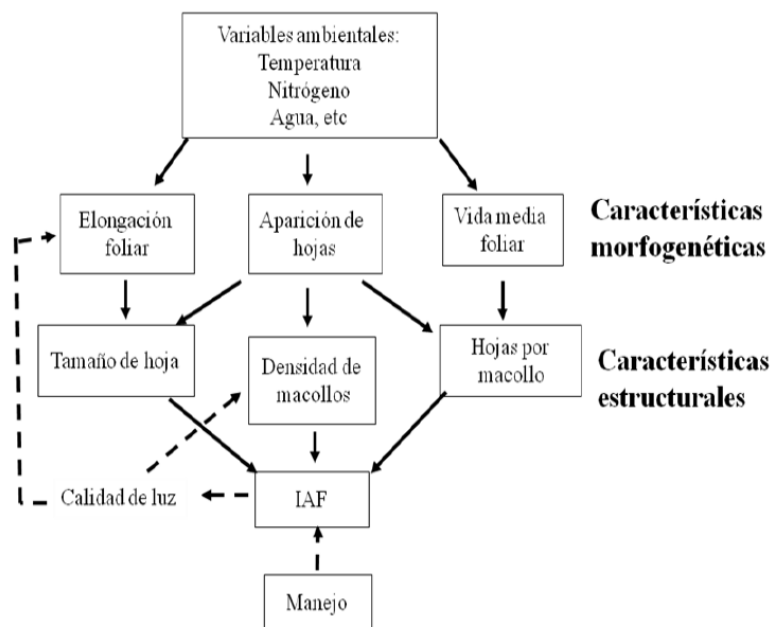 Variables ambientales:
Temperatura
Nitrógeno
Agua, etc
Elongación
foliar
Aparición de
hojas
Vida media
foliar
Características
morfogenéticas
Tamaño de hoja
Densidad de
macollos
Hojas por
macollo
Características
estructurales
Calidad de luz
IAF
Manejo